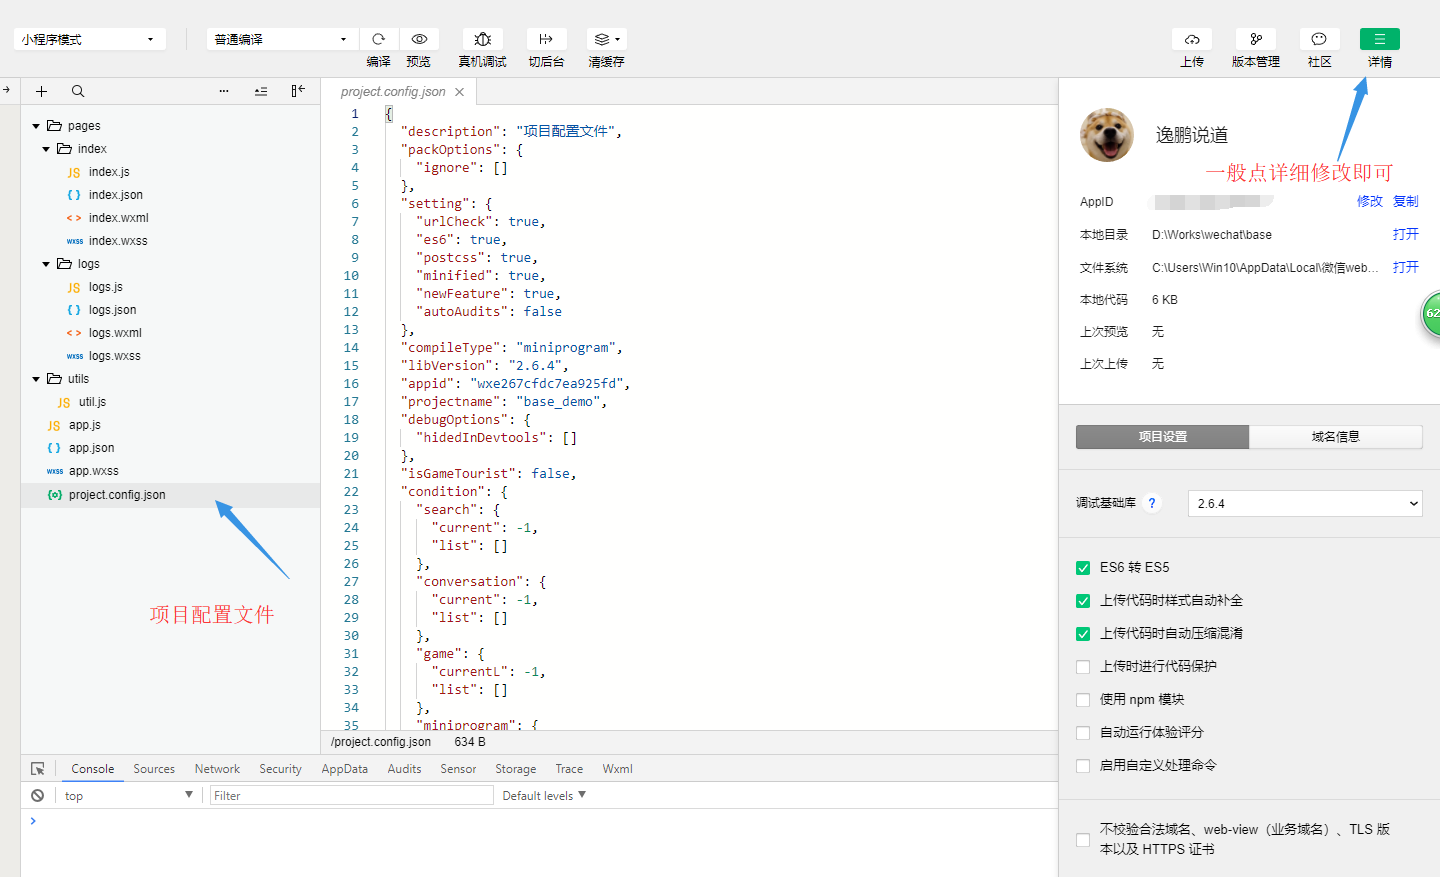 小程序模式
普通编译
编译
预览
真机调试
切后台
清缓存
上传
版本管理
社区
详情
pages
index
JS index.js
{ } index.json
< > index.wxml
wxss index.wxss
logs
JS logs.js
{ } logs.json
< > logs.wxml
wxss logs.wxss
utils
JS util.js
JS app.js
{ } app.json
wxss app.wxss
project.config.json
项目配置文件
project.config.json
1 {
2 "description": "项目配置文件",
3 "packOptions": {
4 "ignore": []
5 },
6 "setting": {
7 "urlCheck": true,
8 "es6": true,
9 "postcss": true,
10 "minified": true,
11 "newFeature": true,
12 "autoAudits": false
13 },
14 "compileType": "miniprogram",
15 "libVersion": "2.6.4",
16 "appid": "wxe267cfdc7ea925fd",
17 "projectname": "base_demo",
18 "debugOptions": {
19 "hidedInDevtools": []
20 },
21 "isGameTourist": false,
22 "condition": {
23 "search": {
24 "current": -1,
25 "list": []
26 },
27 "conversation": {
28 "current": -1,
29 "list": []
30 },
31 "game": {
32 "currentL": -1,
33 "list": []
34 },
35 "miniprogram": {
/project.config.json 634 B
Console Sources Network Security AppData Audits Sensor Storage Trace Wxml
top Filter Default levels
逸鹏说道
一般点详细修改即可
AppID 修改 复制
本地目录 D:\Works\wechat\base 打开
文件系统 C:\Users\Win10\AppData\Local\微信web... 打开
本地代码 6 KB
上次预览 无
上次上传 无
62
项目设置 域名信息
调试基础库 ? 2.6.4
ES6 转 ES5
上传代码时样式自动补全
上传代码时自动压缩混淆
上传时进行代码保护
使用 npm 模块
自动运行体验评分
启用自定义处理命令
不校验合法域名、web-view（业务域名）、TLS 版
本以及 HTTPS 证书